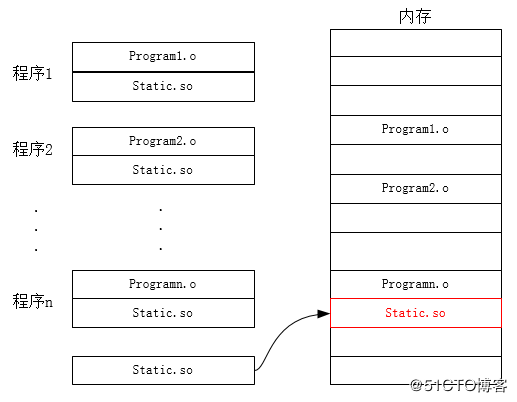 内存
程序1
Program1.o
Static.so
程序2
Program2.o
Static.so
程序n
Programn.o
Static.so
Static.so
Program1.o
Program2.o
Programn.o
Static.so
@51CTO博客